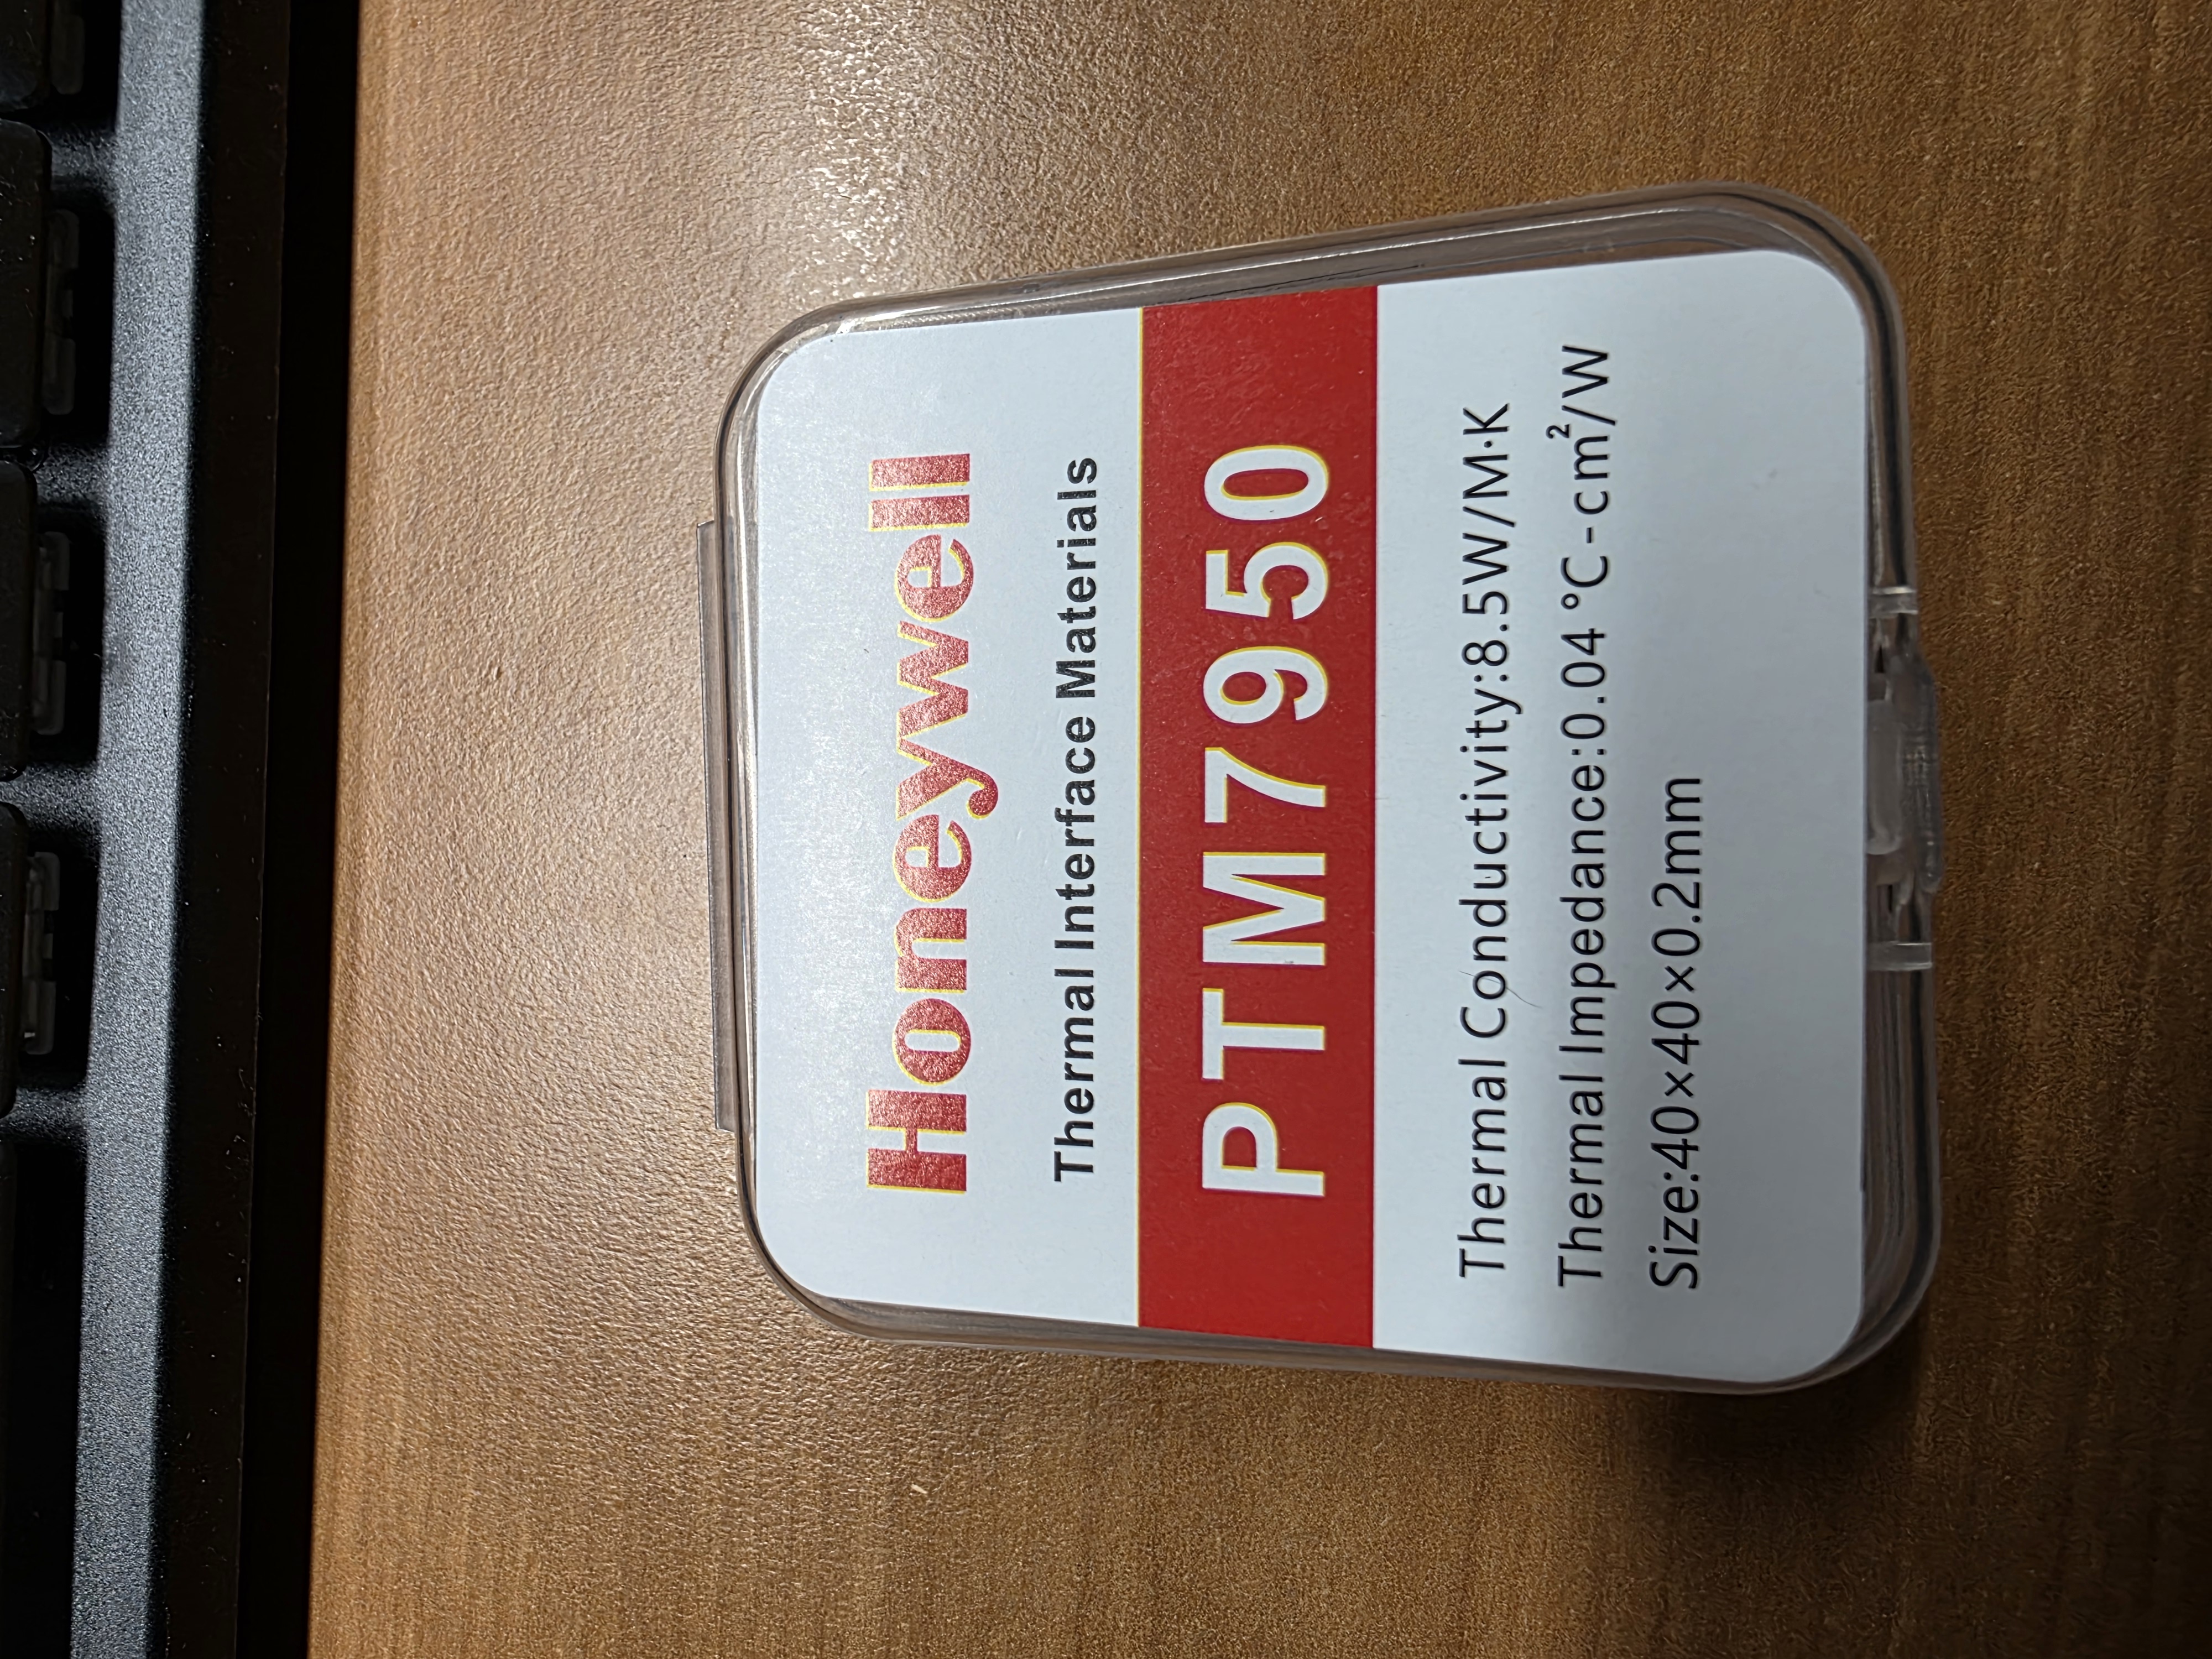 Honeywell
Thermal Interface Materials
PTM7950
Thermal Conductivity:8.5W/M·K
Thermal Impedance:0.04 °C-cm²/W
Size:40×40×0.2mm